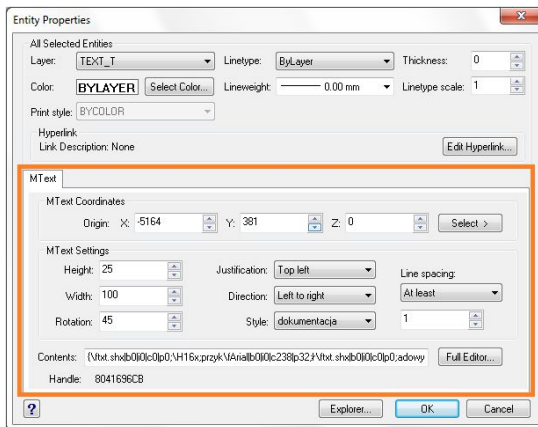 Entity Properties
All Selected Entities
Layer: TEXT_T Linetype: ByLayer Thickness: 0
Color: BYLAYER Select Color... Lineweight: 0.00 mm Linetype scale: 1
Print style: BYCOLOR
Hyperlink
Link Description: None Edit Hyperlink...
MText
MText Coordinates
Origin: X: -5164 Y: 381 Z: 0 Select >
MText Settings
Height: 25 Justification: Top left Line spacing:
Width: 100 Direction: Left to right At least
Rotation: 45 Style: dokumentacja 1
Contents: {\ftxt.shx|b0|i0|c0|p0;\H16x;przyk\fArial|b0|i0|c238|p32;ł\ftxt.shx|b0|i0|c0|p0;adowy Full Editor...
Handle: 8041696CB
? Explorer... OK Cancel